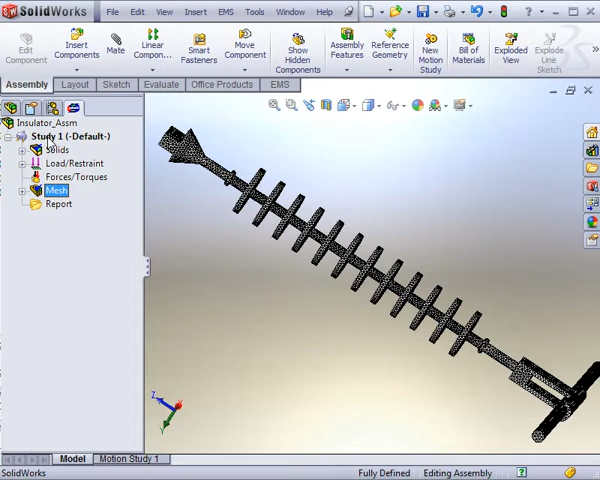 SolidWorks File Edit View Insert EMS Tools Window Help
Edit Component
Insert Components
Mate
Linear Compon...
Smart Fasteners
Move Component
Show Hidden Components
Assembly Features
Reference Geometry
New Motion Study
Bill of Materials
Exploded View
Explode Line Sketch
Assembly Layout Sketch Evaluate Office Products EMS
Insulator_Assm
Study 1 (-Default-)
Solids
Load/Restraint
Forces/Torques
Mesh
Report
Z X Y
Model Motion Study 1
SolidWorks Fully Defined Editing Assembly